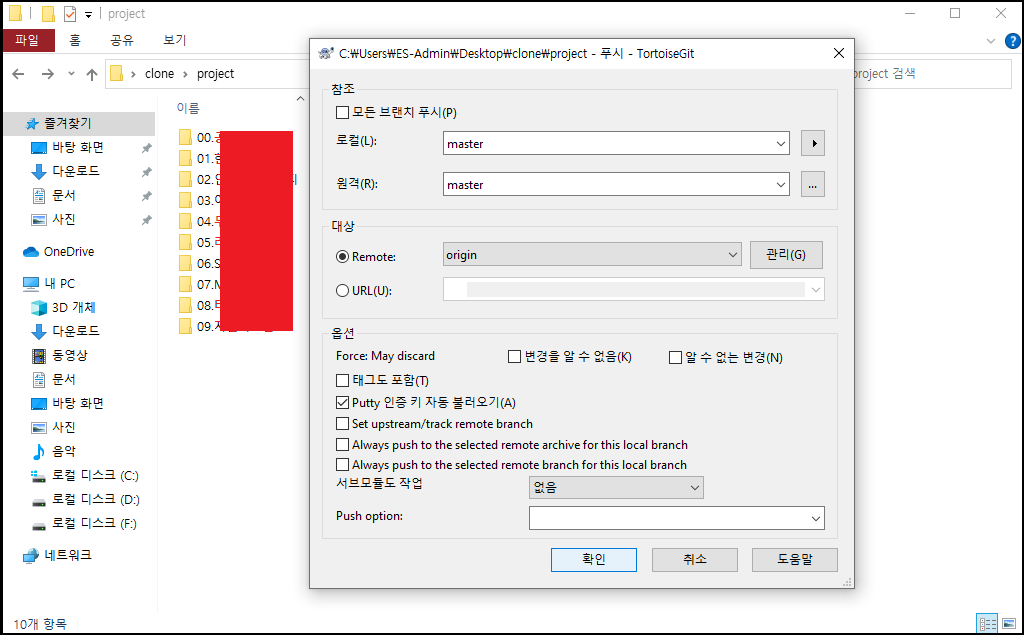 project
파일 홈 공유 보기
clone project
project 검색
이름
즐겨찾기
바탕 화면
다운로드
문서
사진
OneDrive
내 PC
3D 개체
다운로드
동영상
문서
바탕 화면
사진
음악
로컬 디스크 (C:)
로컬 디스크 (D:)
로컬 디스크 (F:)
네트워크
10개 항목
00.
01.
02.
03.
04.
05.
06.S
07.
08.
09.
C:₩Users₩ES-Admin₩Desktop₩clone₩project - 푸시 - TortoiseGit
참조
모든 브랜치 푸시(P)
로컬(L): master
원격(R): master ...
대상
Remote: origin 관리(G)
URL(U):
옵션
Force: May discard 변경을 알 수 없음(K) 알 수 없는 변경(N)
태그도 포함(T)
Putty 인증 키 자동 불러오기(A)
Set upstream/track remote branch
Always push to the selected remote archive for this local branch
Always push to the selected remote branch for this local branch
서브모듈도 작업 없음
Push option:
확인 취소 도움말